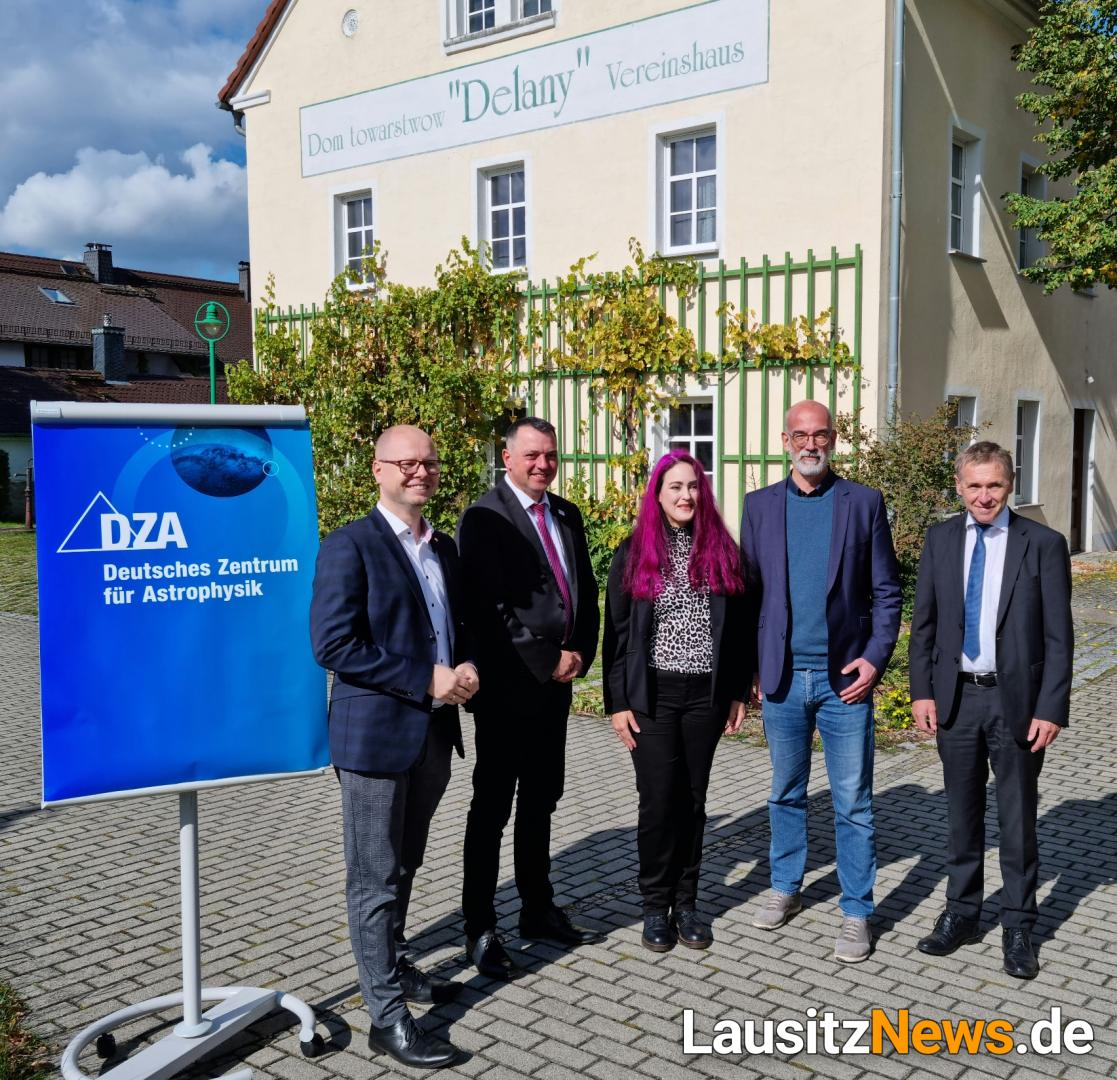 Dom towarstwow "Delany" Vereinshaus
DZA
Deutsches Zentrum
für Astrophysik
LausitzNews.de